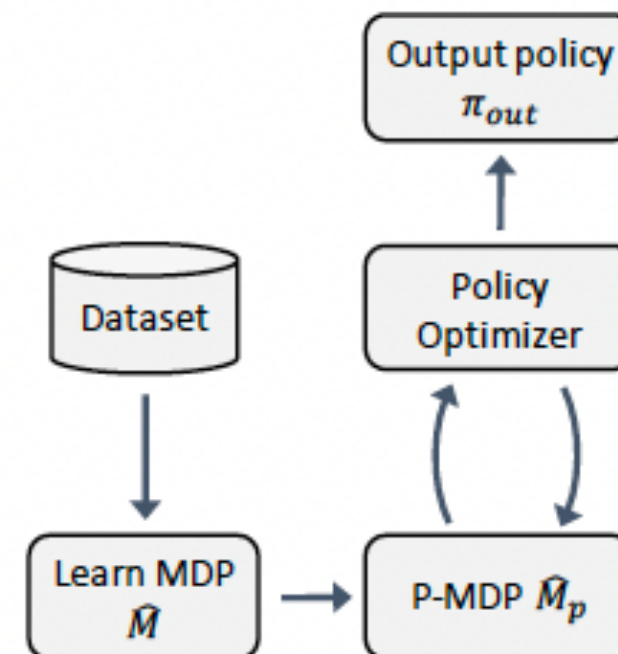 Output policy
π_out
Dataset
Policy
Optimizer
Learn MDP
M̂
P-MDP M̂_p